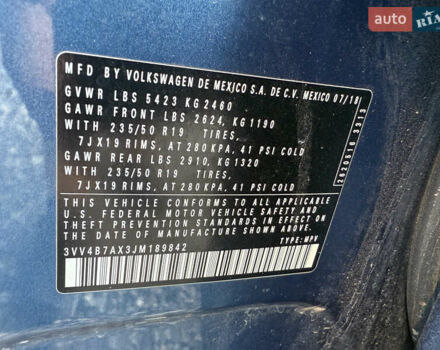 auto RIA
MFD BY VOLKSWAGEN DE MEXICO S.A. DE C.V. MEXICO 07/18
GVWR LBS 5423 KG 2460
GAWR FRONT LBS 2624, KG 1190
WITH 235/50 R19 TIRES,
7JX19 RIMS, AT 280 KPA, 41 PSI COLD
GAWR REAR LBS 2910, KG 1320
WITH 235/50 R19 TIRES,
7JX19 RIMS, AT 280 KPA, 41 PSI COLD
THIS VEHICLE CONFORMS TO ALL APPLICABLE
U.S. FEDERAL MOTOR VEHICLE SAFETY AND THEFT PREVENTION
STANDARDS IN EFFECT ON THE DATE OF MANUFACTURE SHOWN ABOVE.
3VV4B7AX3JM189842
TYPE: MPV
3313